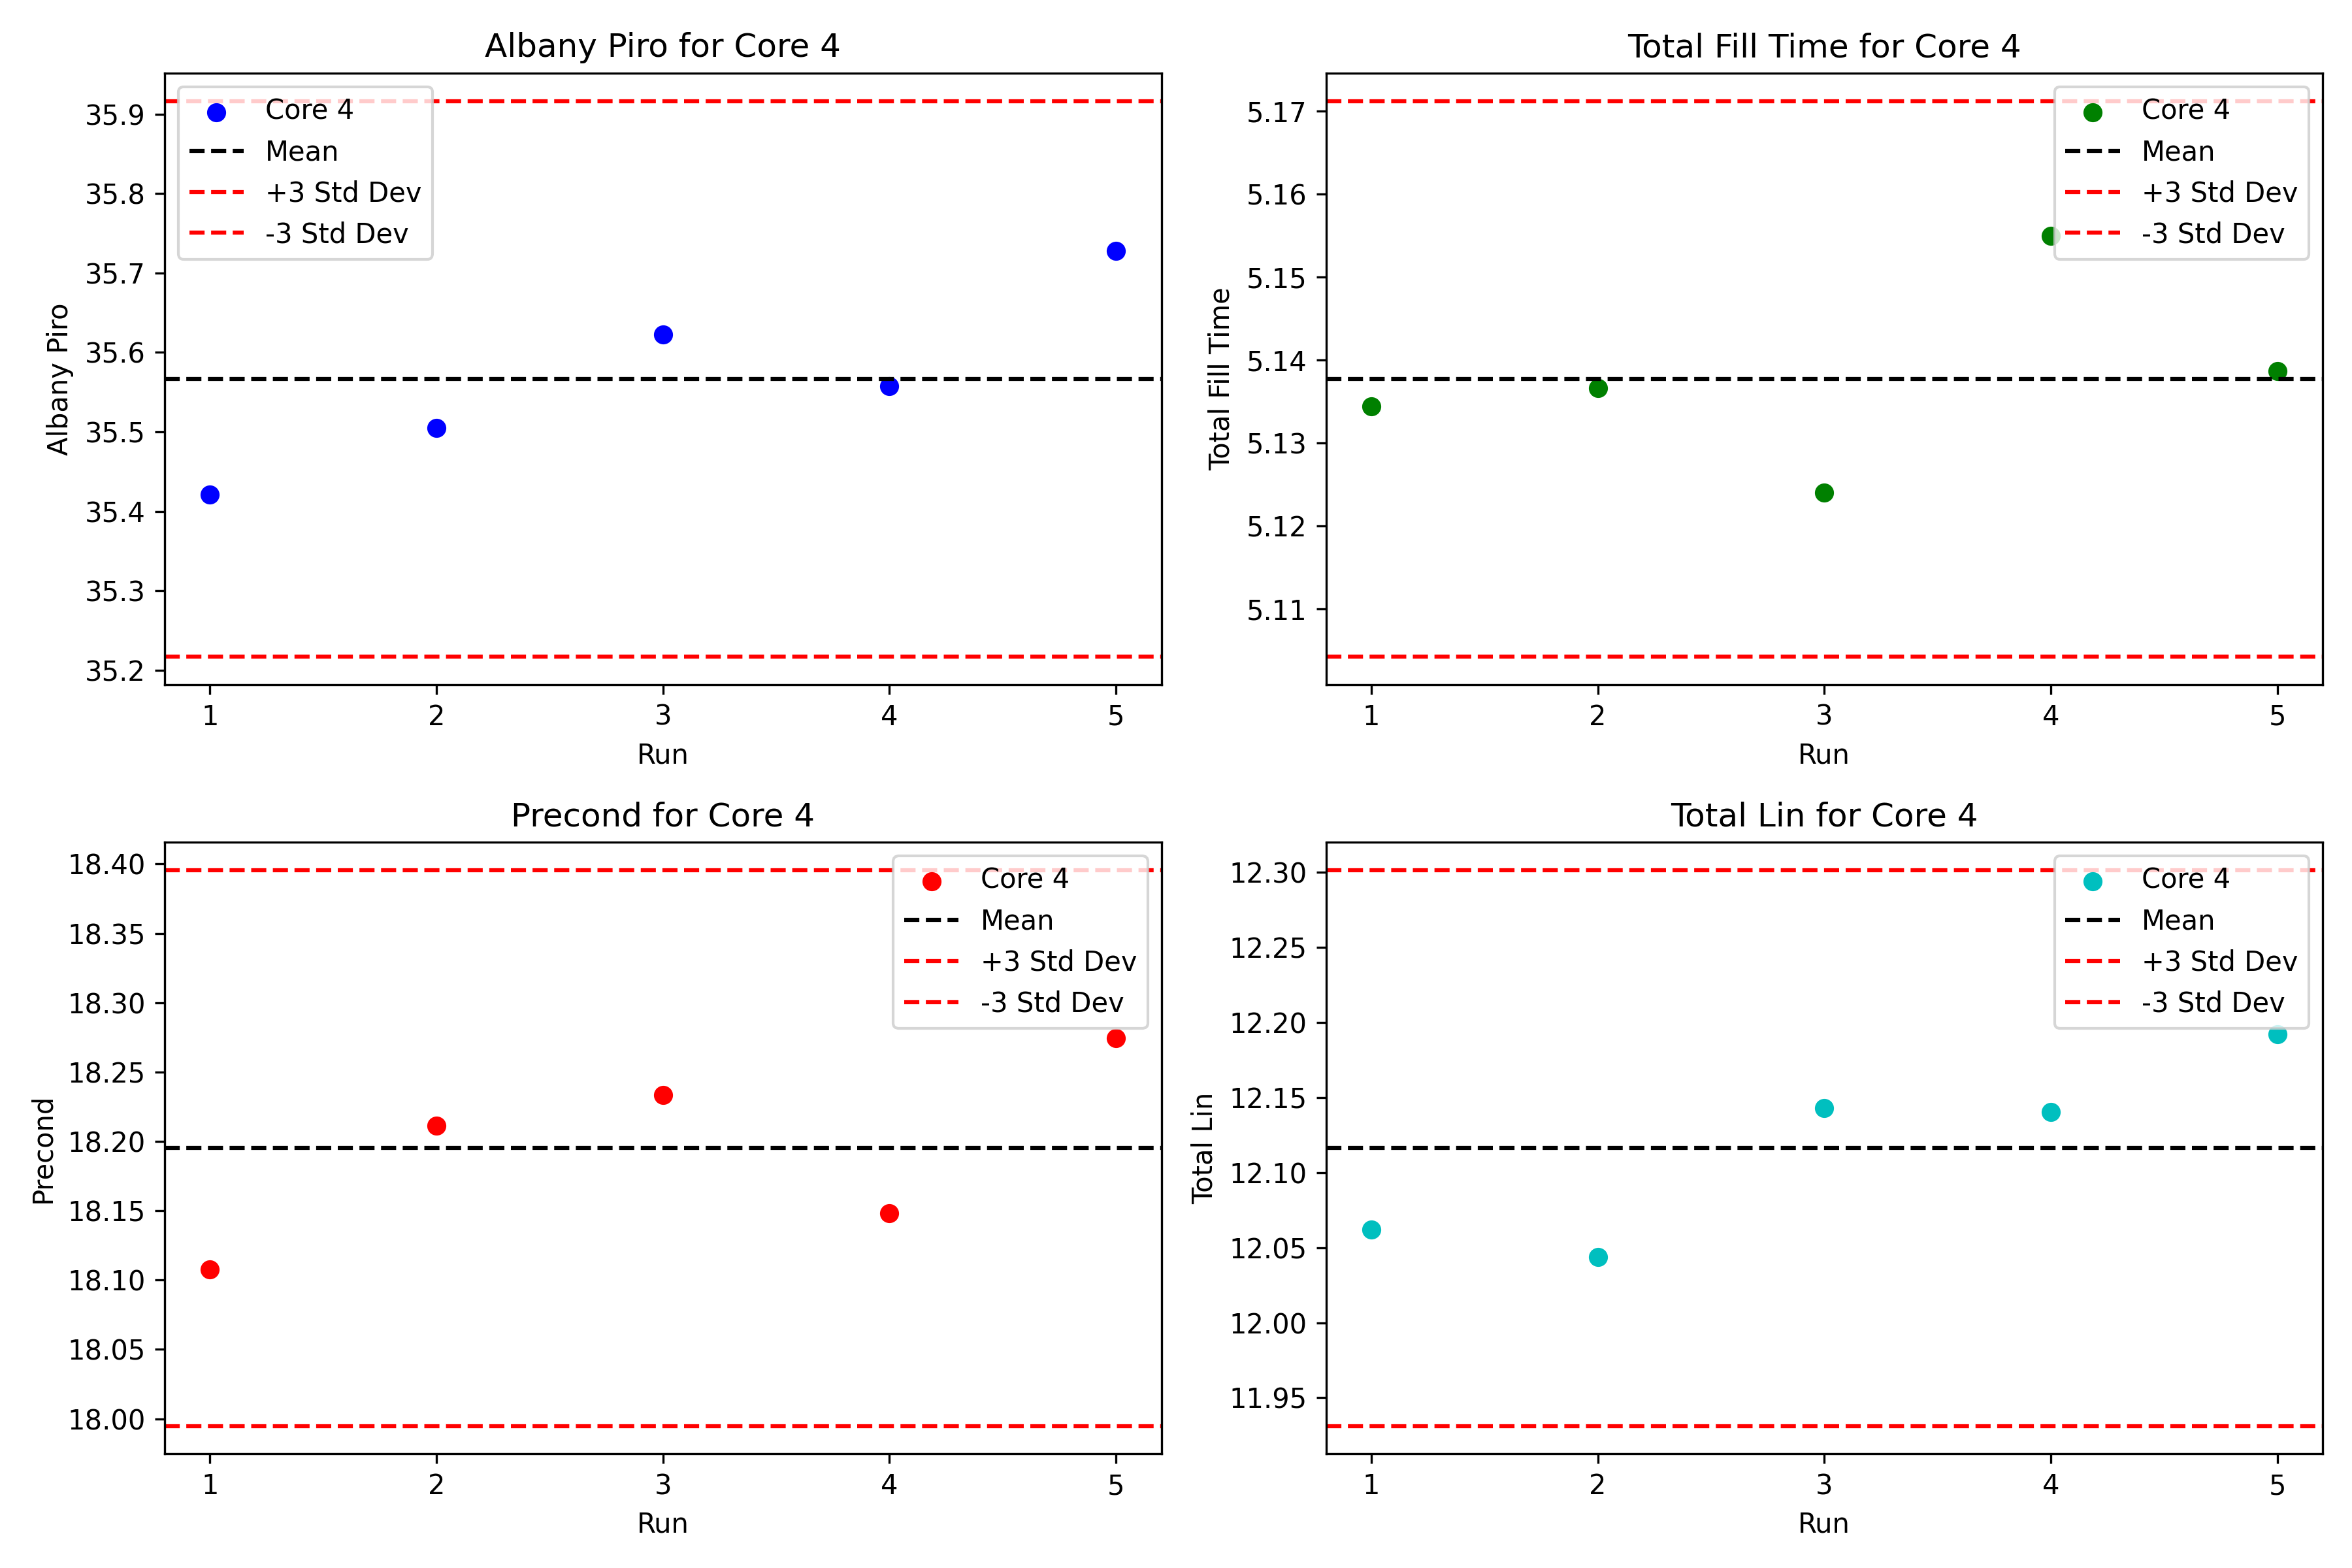 Albany Piro for Core 4
Albany Piro
35.9
35.8
35.7
35.6
35.5
35.4
35.3
35.2
Core 4
Mean
+3 Std Dev
-3 Std Dev
1 2 3 4 5
Run
Total Fill Time for Core 4
Total Fill Time
5.17
5.16
5.15
5.14
5.13
5.12
5.11
Core 4
Mean
+3 Std Dev
-3 Std Dev
1 2 3 4 5
Run
Precond for Core 4
Precond
18.40
18.35
18.30
18.25
18.20
18.15
18.10
18.05
18.00
Core 4
Mean
+3 Std Dev
-3 Std Dev
1 2 3 4 5
Run
Total Lin for Core 4
Total Lin
12.30
12.25
12.20
12.15
12.10
12.05
12.00
11.95
Core 4
Mean
+3 Std Dev
-3 Std Dev
1 2 3 4 5
Run